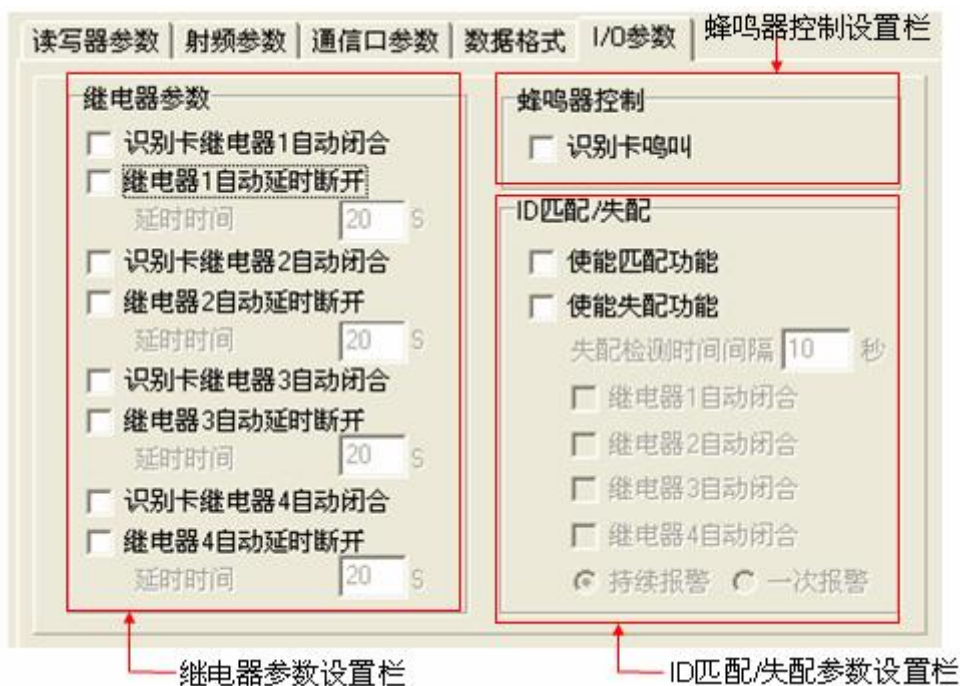 读写器参数 射频参数 通信口参数 数据格式 I/O参数
蜂鸣器控制设置栏
继电器参数
识别卡继电器1自动闭合
继电器1自动延时断开
延时时间 20 S
识别卡继电器2自动闭合
继电器2自动延时断开
延时时间 20 S
识别卡继电器3自动闭合
继电器3自动延时断开
延时时间 20 S
识别卡继电器4自动闭合
继电器4自动延时断开
延时时间 20 S
蜂鸣器控制
识别卡鸣叫
ID匹配/失配
使能匹配功能
使能失配功能
失配检测时间间隔 10 秒
继电器1自动闭合
继电器2自动闭合
继电器3自动闭合
继电器4自动闭合
持续报警 一次报警
继电器参数设置栏
ID匹配/失配参数设置栏